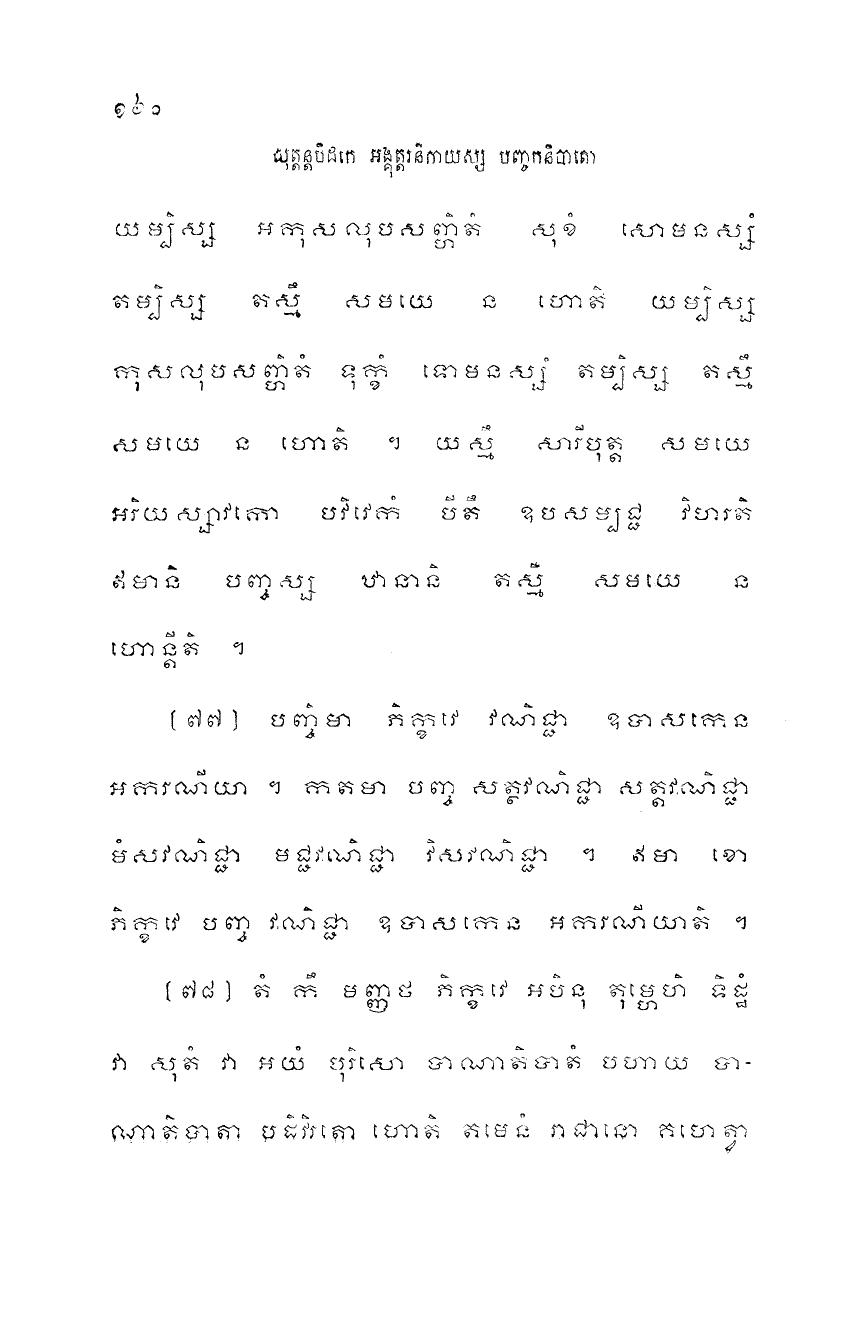 សុត្តន្តបិដកេ អង្គុត្តរនិកាយស្ស បញ្ចកនិបាតោ
យម្បិស្ស អកុសលុបសញ្ហិតំ សុខំ សោមនស្សំ
តម្បិស្ស តស្មឹ សមយេ ន ហោតិ យម្បិស្ស
កុសលុបសញ្ហិតំ ទុក្ខំ ទោមនស្សំ តម្បិស្ស តស្មឹ
សមយេ ន ហោតិ ។ យស្មឹ សារីបុត្ត សមយេ
អរិយស្សាវកោ បវិវេកំ បីតឹ ឧបសម្បជ្ជ វិហរតិ
ឥមានិ បញ្ចស្ស ឋានានិ តស្មឹ សមយេ ន
ហោន្តីតិ ។
(៧៧) បញ្ចិមា ភិក្ខវេ វណិជ្ជា ឧបាសកេន
អករណីយា ។ កតមា បញ្ច សត្ថវណិជ្ជា សត្តវណិជ្ជា
មំសវណិជ្ជា មជ្ជវណិជ្ជា វិសវណិជ្ជា ។ ឥមា ខោ
ភិក្ខវេ បញ្ច វណិជ្ជា ឧបាសកេន អករណីយាតិ ។
(៧៨) តំ កឹ មញ្ញថ ភិក្ខវេ អបិនុ តុម្ហេហិ ទិដ្ឋំ
វា សុតំ វា អយំ បុរិសោ បាណាតិបាតំ បហាយ បា-
ណាតិបាតា បដិវិរតោ ហោតិ តមេនំ រាជានោ គហេត្វា